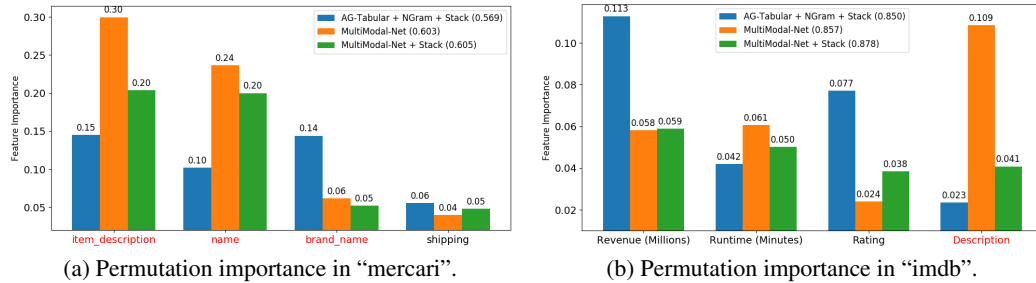 0.30
0.24
0.20
0.20
0.15
0.14
0.10
0.06
0.05
0.06
0.04
0.05
0.30
0.25
0.20
0.15
0.10
0.05
Feature Importance
AG-Tabular + NGram + Stack (0.569)
MultiModal-Net (0.603)
MultiModal-Net + Stack (0.605)
item_description
name
brand_name
shipping
(a) Permutation importance in “mercari”.
0.113
0.058
0.059
0.042
0.061
0.050
0.077
0.024
0.038
0.023
0.109
0.041
0.10
0.08
0.06
0.04
0.02
Feature Importance
AG-Tabular + NGram + Stack (0.850)
MultiModal-Net (0.857)
MultiModal-Net + Stack (0.878)
Revenue (Millions)
Runtime (Minutes)
Rating
Description
(b) Permutation importance in “imdb”.